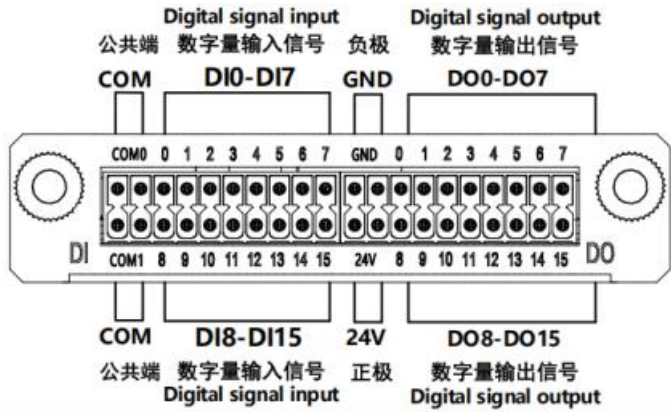 Digital signal input Digital signal output
公共端 数字量输入信号 负极 数字量输出信号
COM DI0-DI7 GND DO0-DO7
COM0 0 1 2 3 4 5 6 7 GND 0 1 2 3 4 5 6 7
DI DO
COM1 8 9 10 11 12 13 14 15 24V 8 9 10 11 12 13 14 15
COM DI8-DI15 24V DO8-DO15
公共端 数字量输入信号 正极 数字量输出信号
Digital signal input Digital signal output